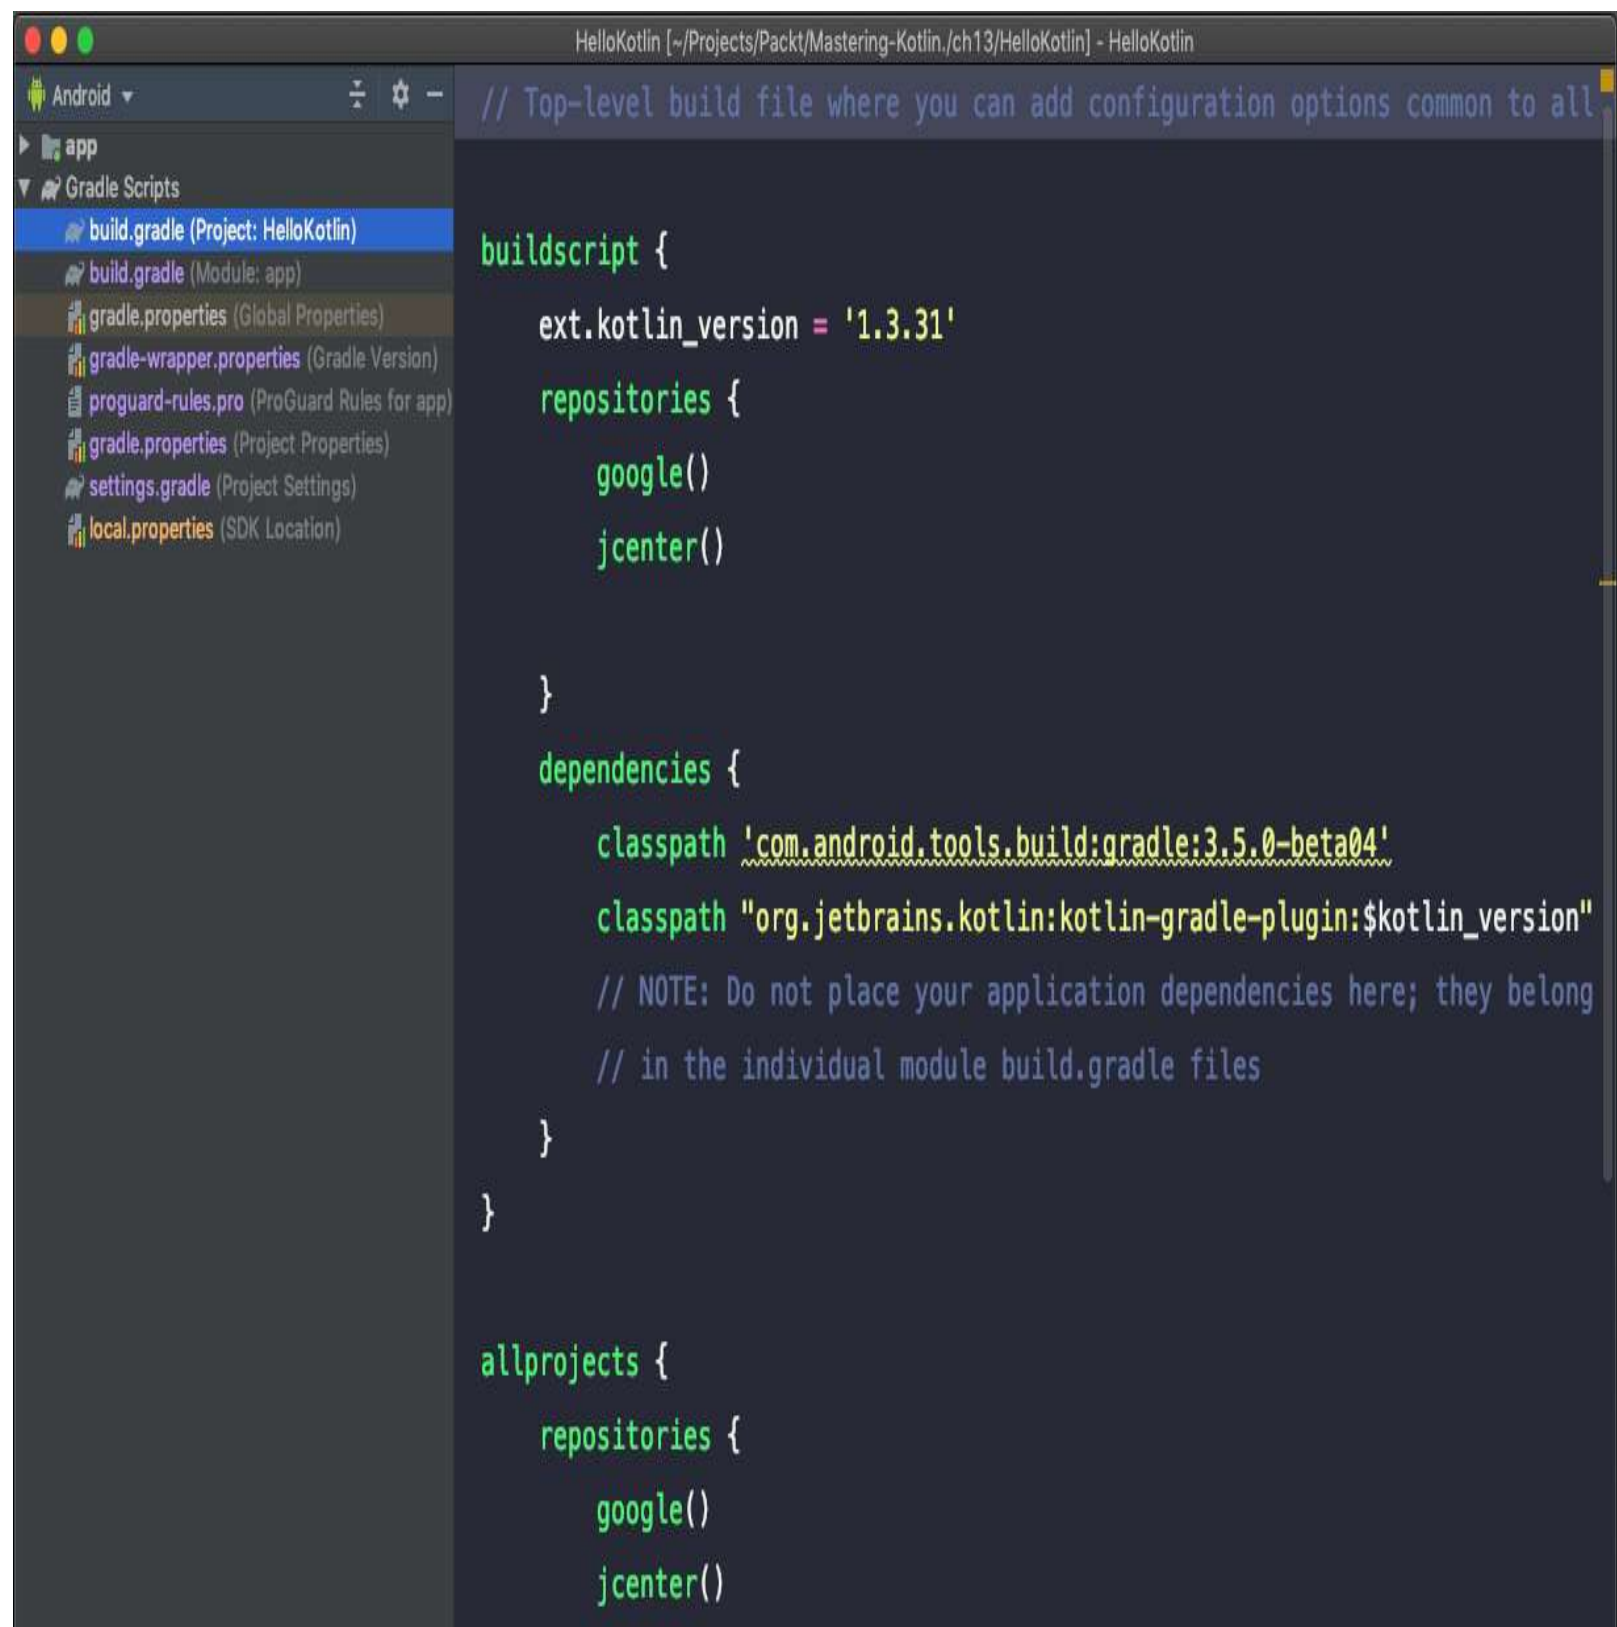 HelloKotlin [~/Projects/Packt/Mastering-Kotlin./ch13/HelloKotlin] - HelloKotlin
Android
app
Gradle Scripts
build.gradle (Project: HelloKotlin)
build.gradle (Module: app)
gradle.properties (Global Properties)
gradle-wrapper.properties (Gradle Version)
proguard-rules.pro (ProGuard Rules for app)
gradle.properties (Project Properties)
settings.gradle (Project Settings)
local.properties (SDK Location)
// Top-level build file where you can add configuration options common to all
buildscript {
ext.kotlin_version = '1.3.31'
repositories {
google()
jcenter()
}
dependencies {
classpath 'com.android.tools.build:gradle:3.5.0-beta04'
classpath "org.jetbrains.kotlin:kotlin-gradle-plugin:$kotlin_version"
// NOTE: Do not place your application dependencies here; they belong
// in the individual module build.gradle files
}
}
allprojects {
repositories {
google()
jcenter()